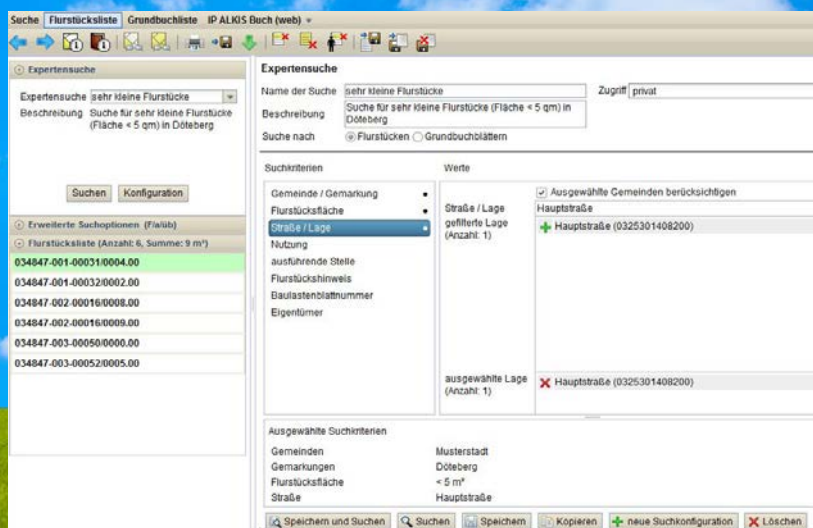 Suche Flurstücksliste Grundbuchliste IP ALKIS Buch (web)
Expertensuche
Expertensuche sehr kleine Flurstücke
Beschreibung Suche für sehr kleine Flurstücke
(Fläche < 5 qm) in Döteberg
Suchen Konfiguration
Erweiterte Suchoptionen (Fla/üb)
Flurstücksliste (Anzahl: 6, Summe: 9 m²)
034847-001-00031/0004.00
034847-001-00032/0002.00
034847-002-00016/0008.00
034847-002-00016/0009.00
034847-003-00050/0000.00
034847-003-00052/0005.00
Expertensuche
Name der Suche sehr kleine Flurstücke Zugriff privat
Beschreibung Suche für sehr kleine Flurstücke (Fläche < 5 qm) in
Döteberg
Suche nach Flurstücken Grundbuchblättern
Suchkriterien Werte
Gemeinde / Gemarkung
Flurstücksfläche
Straße / Lage
Nutzung
ausführende Stelle
Flurstückshinweis
Baulastenblattnummer
Eigentümer
Ausgewählte Gemeinden berücksichtigen
Straße / Lage Hauptstraße
gefilterte Lage
(Anzahl: 1)
Hauptstraße (0325301408200)
ausgewählte Lage
(Anzahl: 1)
Hauptstraße (0325301408200)
Ausgewählte Suchkriterien
Gemeinden Musterstadt
Gemarkungen Döteberg
Flurstücksfläche < 5 m²
Straße Hauptstraße
Speichern und Suchen Suchen Speichern Kopieren neue Suchkonfiguration Löschen